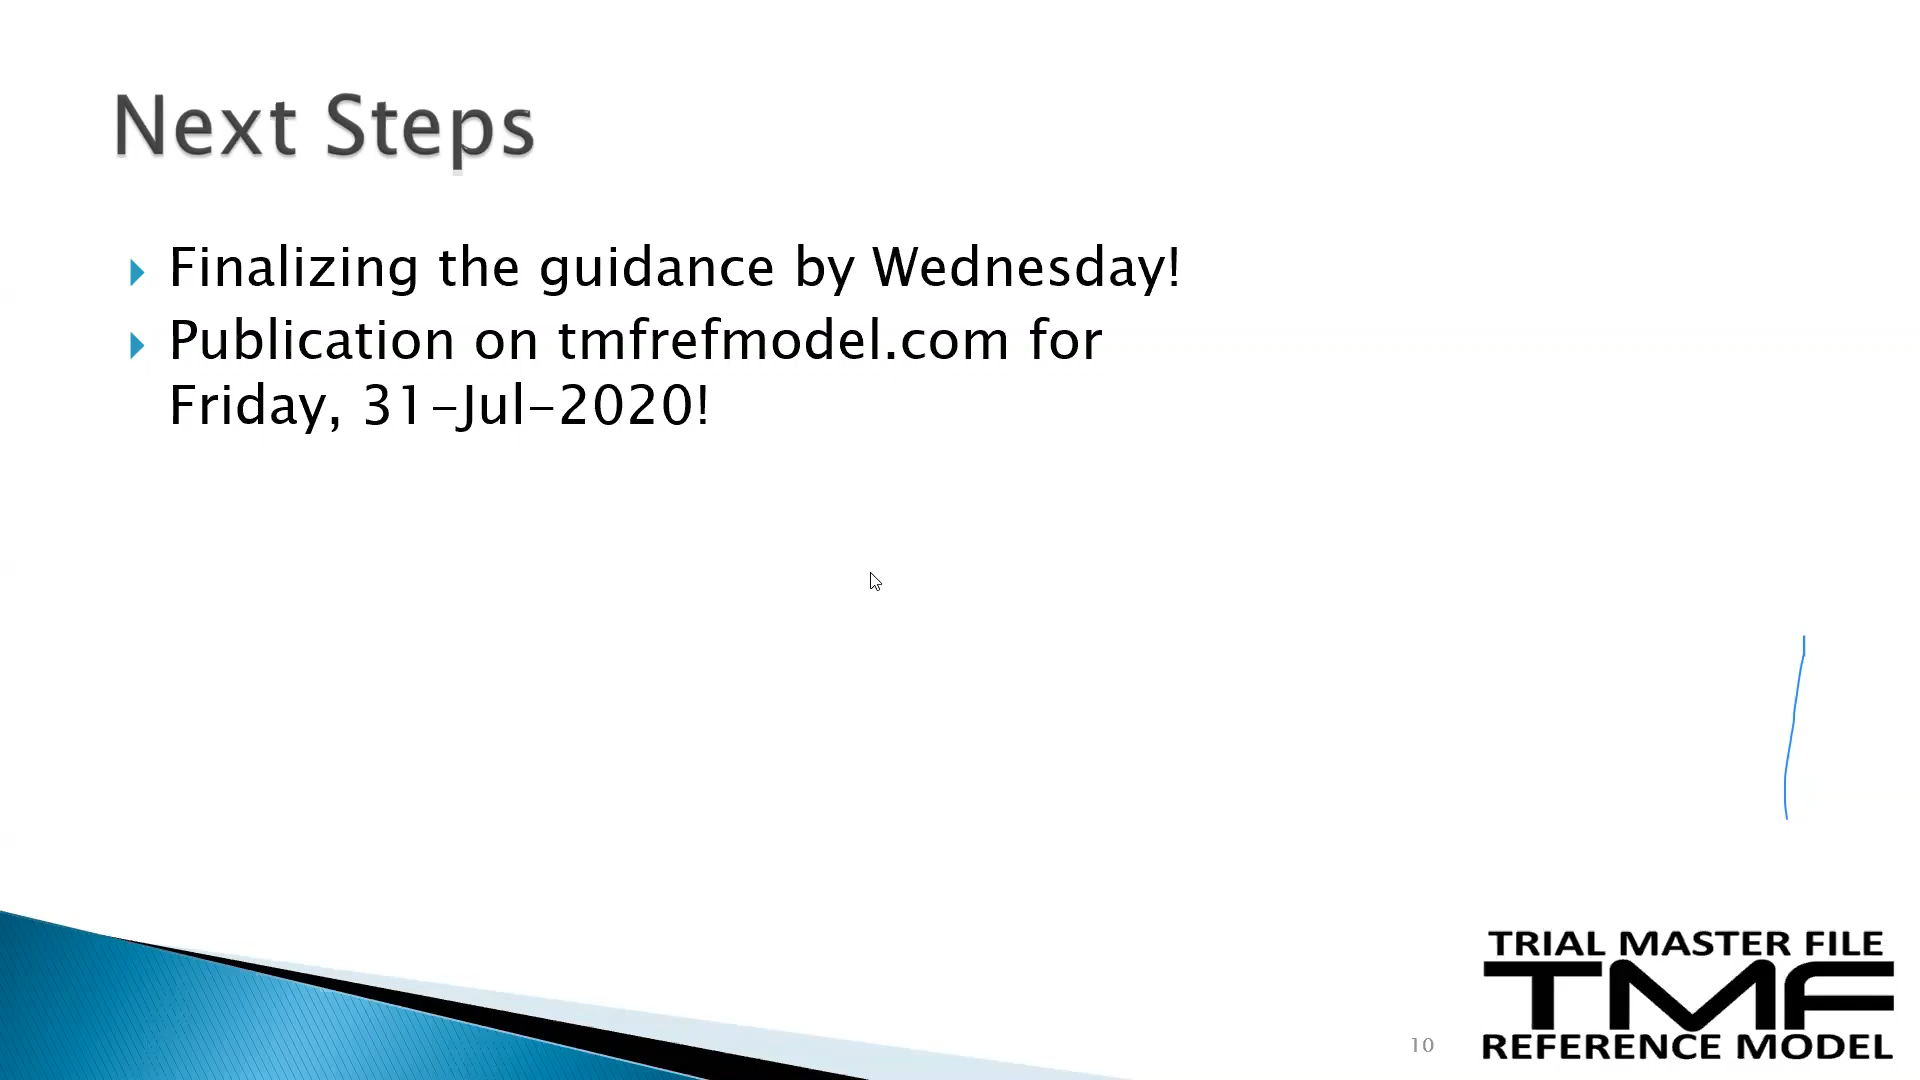 Next Steps
Finalizing the guidance by Wednesday!
Publication on tmfrefmodel.com for
Friday, 31-Jul-2020!
TRIAL MASTER FILE
TMF
REFERENCE MODEL
10